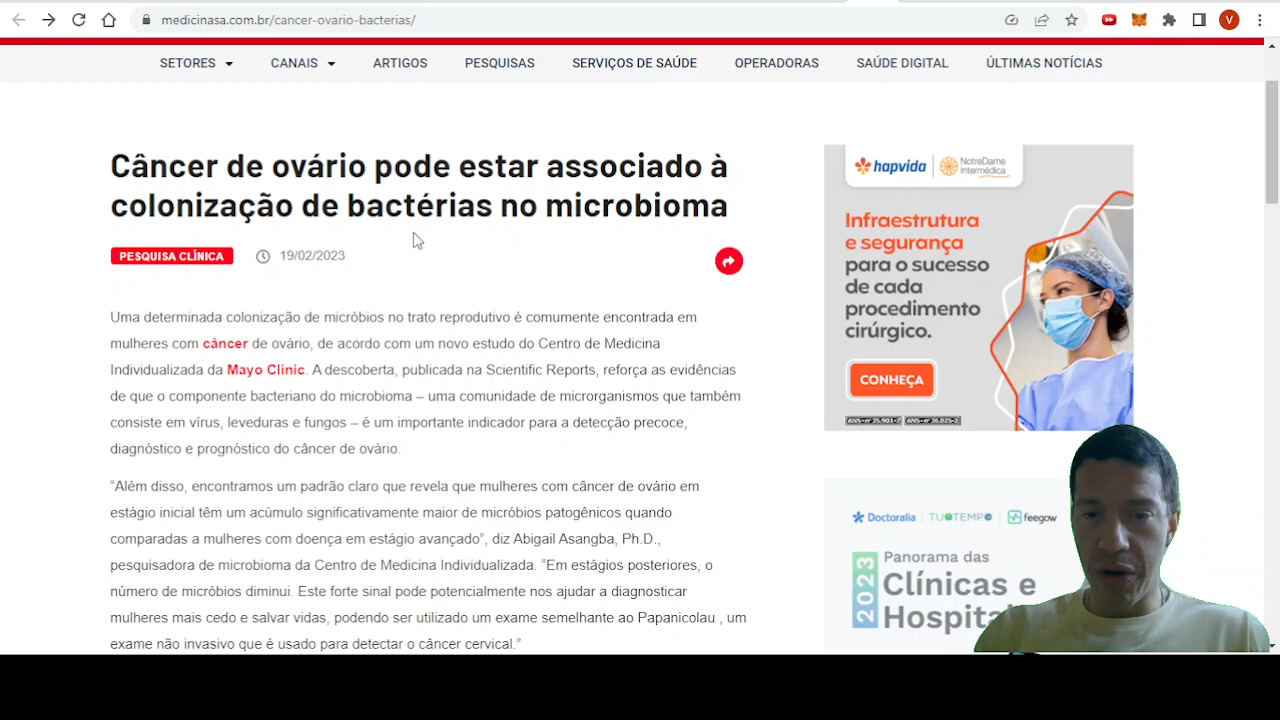 medicinasa.com.br/cancer-ovario-bacterias/
V
SETORES CANAIS ARTIGOS PESQUISAS SERVIÇOS DE SAÚDE OPERADORAS SAÚDE DIGITAL ÚLTIMAS NOTÍCIAS
Câncer de ovário pode estar associado à
colonização de bactérias no microbioma
PESQUISA CLÍNICA 19/02/2023
Uma determinada colonização de micróbios no trato reprodutivo é comumente encontrada em
mulheres com câncer de ovário, de acordo com um novo estudo do Centro de Medicina
Individualizada da Mayo Clinic. A descoberta, publicada na Scientific Reports, reforça as evidências
de que o componente bacteriano do microbioma – uma comunidade de microrganismos que também
consiste em vírus, leveduras e fungos – é um importante indicador para a detecção precoce,
diagnóstico e prognóstico do câncer de ovário.
“Além disso, encontramos um padrão claro que revela que mulheres com câncer de ovário em
estágio inicial têm um acúmulo significativamente maior de micróbios patogênicos quando
comparadas a mulheres com doença em estágio avançado”, diz Abigail Asangba, Ph.D.,
pesquisadora de microbioma da Centro de Medicina Individualizada. “Em estágios posteriores, o
número de micróbios diminui. Este forte sinal pode potencialmente nos ajudar a diagnosticar
mulheres mais cedo e salvar vidas, podendo ser utilizado um exame semelhante ao Papanicolau , um
exame não invasivo que é usado para detectar o câncer cervical.”
hapvida NotreDame
Intermédica
Infraestrutura
e segurança
para o sucesso
de cada
procedimento
cirúrgico.
CONHEÇA
ANS-nº 35.901-7 ANS-nº 36.825-3
Doctoralia TUOTEMPO feegow
2023
Panorama das
Clínicas e
Hospita